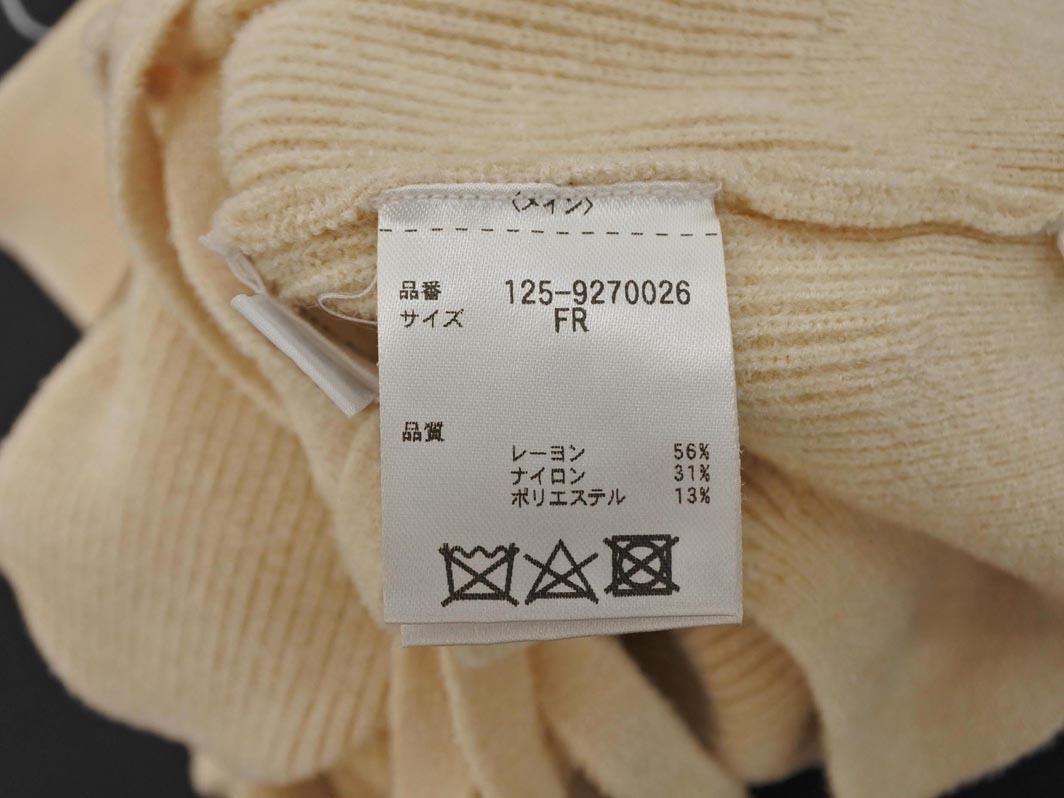 〈メイン〉
品番 125-9270026
サイズ FR
品質
レーヨン 56%
ナイロン 31%
ポリエステル 13%